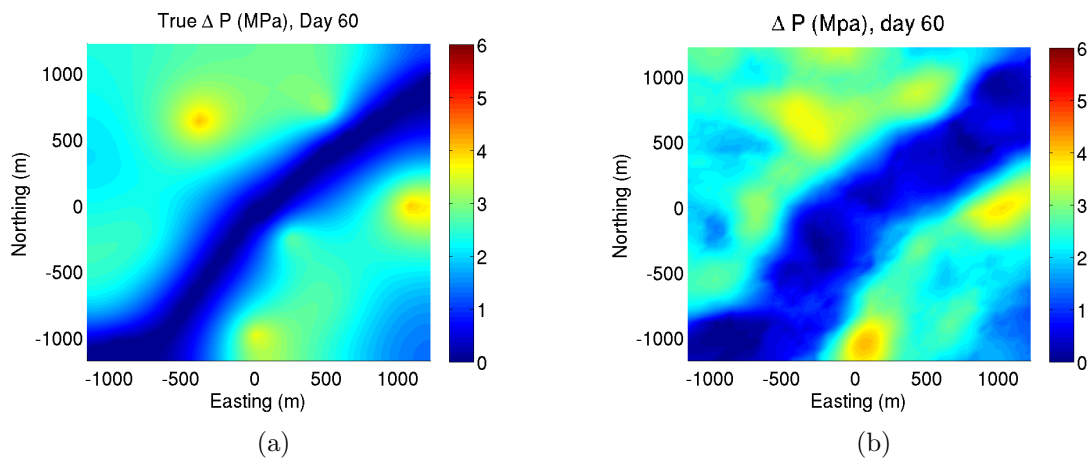 True Δ P (MPa), Day 60
1000
500
0
-500
-1000
Northing (m)
-1000 -500 0 500 1000
Easting (m)
6
5
4
3
2
1
0
(a)
Δ P (Mpa), day 60
1000
500
0
-500
-1000
Northing (m)
-1000 -500 0 500 1000
Easting (m)
6
5
4
3
2
1
0
(b)